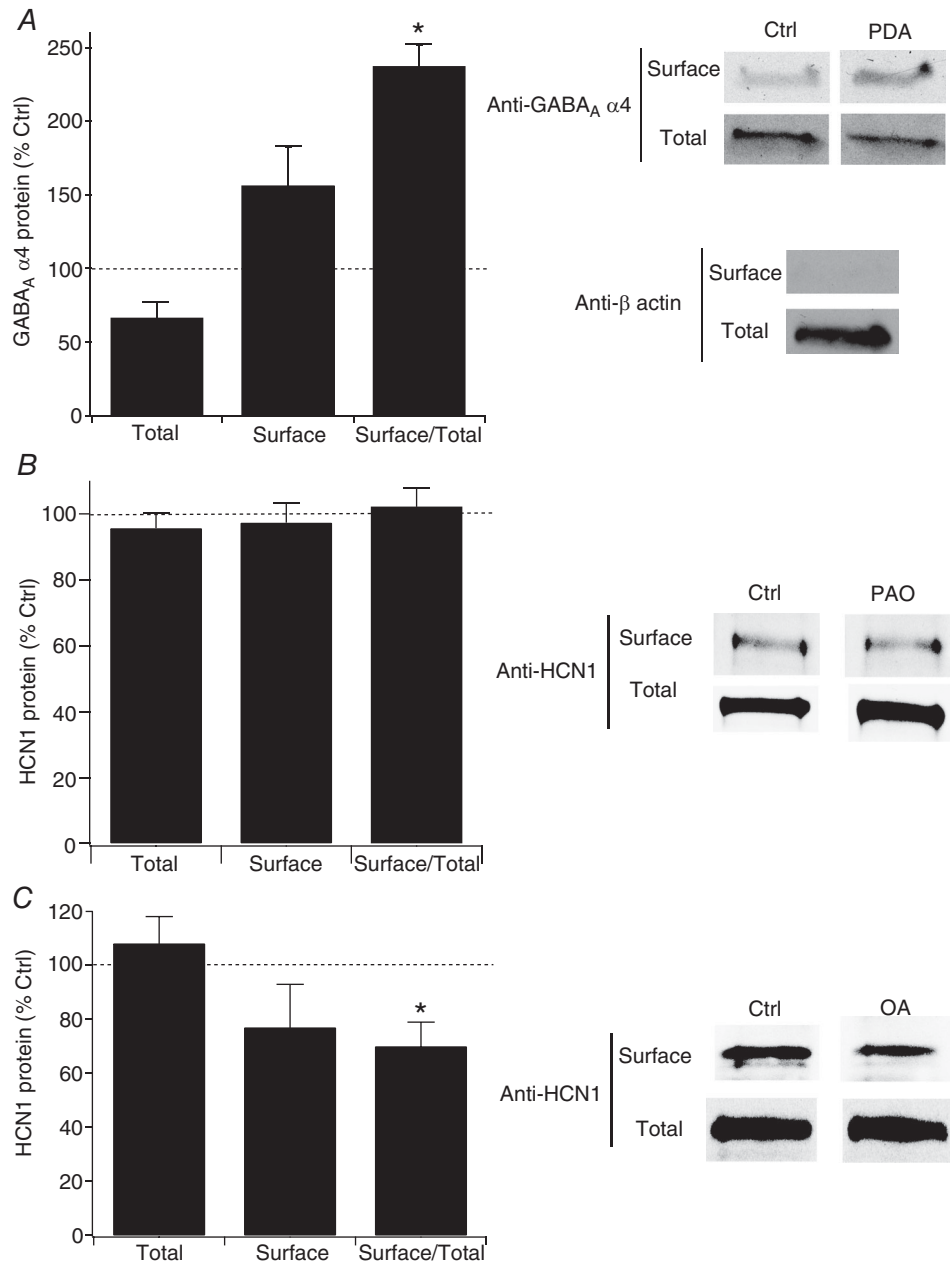 A
GABAA α4 protein (% Ctrl)
250
200
150
100
50
0
*
Total Surface Surface/Total
Ctrl PDA
Anti-GABAA α4
Surface
Total
Anti-β actin
Surface
Total
B
HCN1 protein (% Ctrl)
100
80
60
40
20
0
Total Surface Surface/Total
Ctrl PAO
Anti-HCN1
Surface
Total
C
HCN1 protein (% Ctrl)
120
100
80
60
40
20
0
*
Total Surface Surface/Total
Ctrl OA
Anti-HCN1
Surface
Total